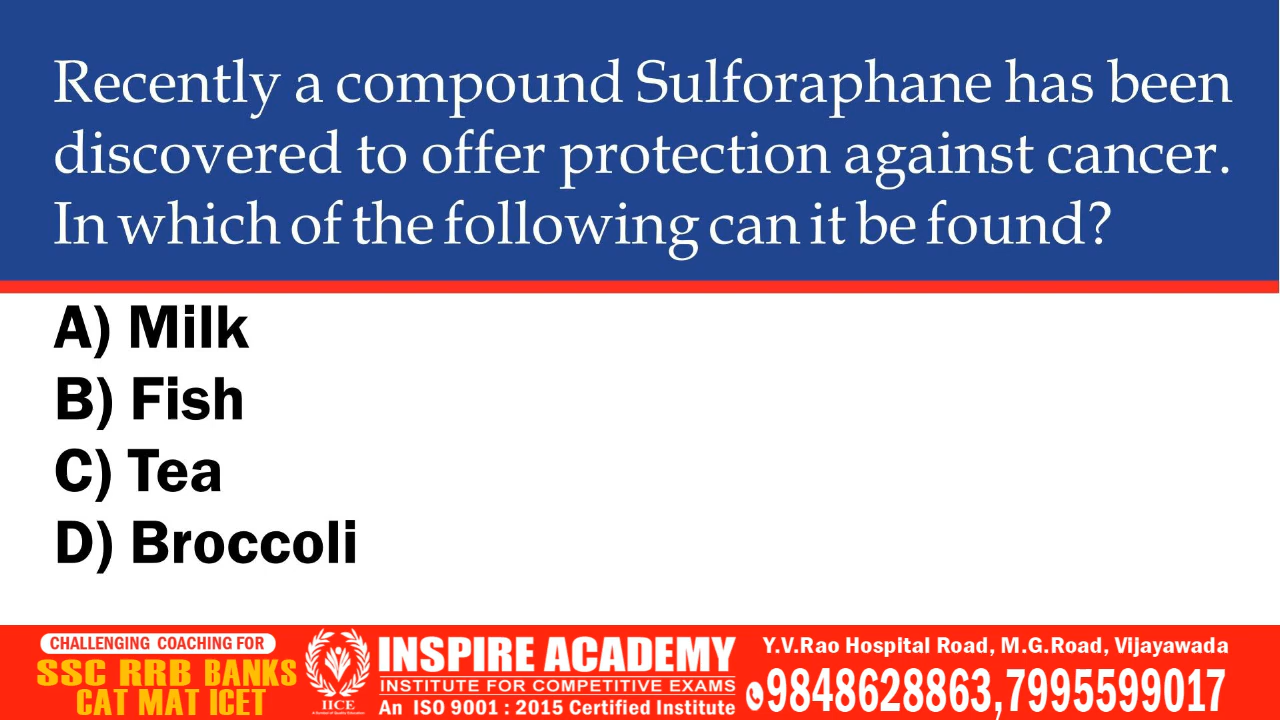 Recently a compound Sulforaphane has been
discovered to offer protection against cancer.
In which of the following can it be found?
A) Milk
B) Fish
C) Tea
D) Broccoli
CHALLENGING COACHING FOR
SSC RRB BANKS
CAT MAT ICET
IICE
INSPIRE ACADEMY
INSTITUTE FOR COMPETITIVE EXAMS
An ISO 9001 : 2015 Certified Institute
Y.V.Rao Hospital Road, M.G.Road, Vijayawada
9848628863,7995599017